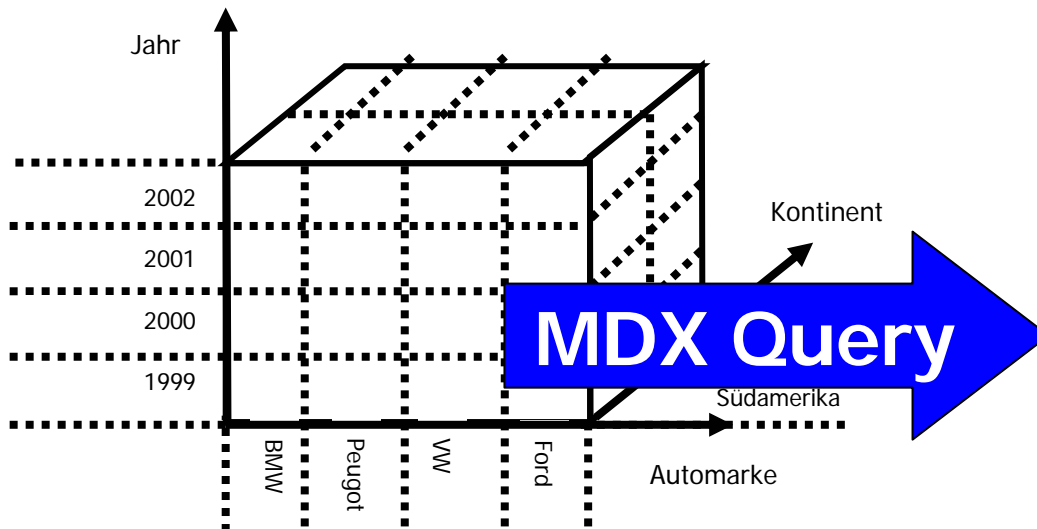 Jahr
2002
Kontinent
2001
2000
MDX Query
1999
Südamerika
BMW
Peugot
VW
Ford
Automarke